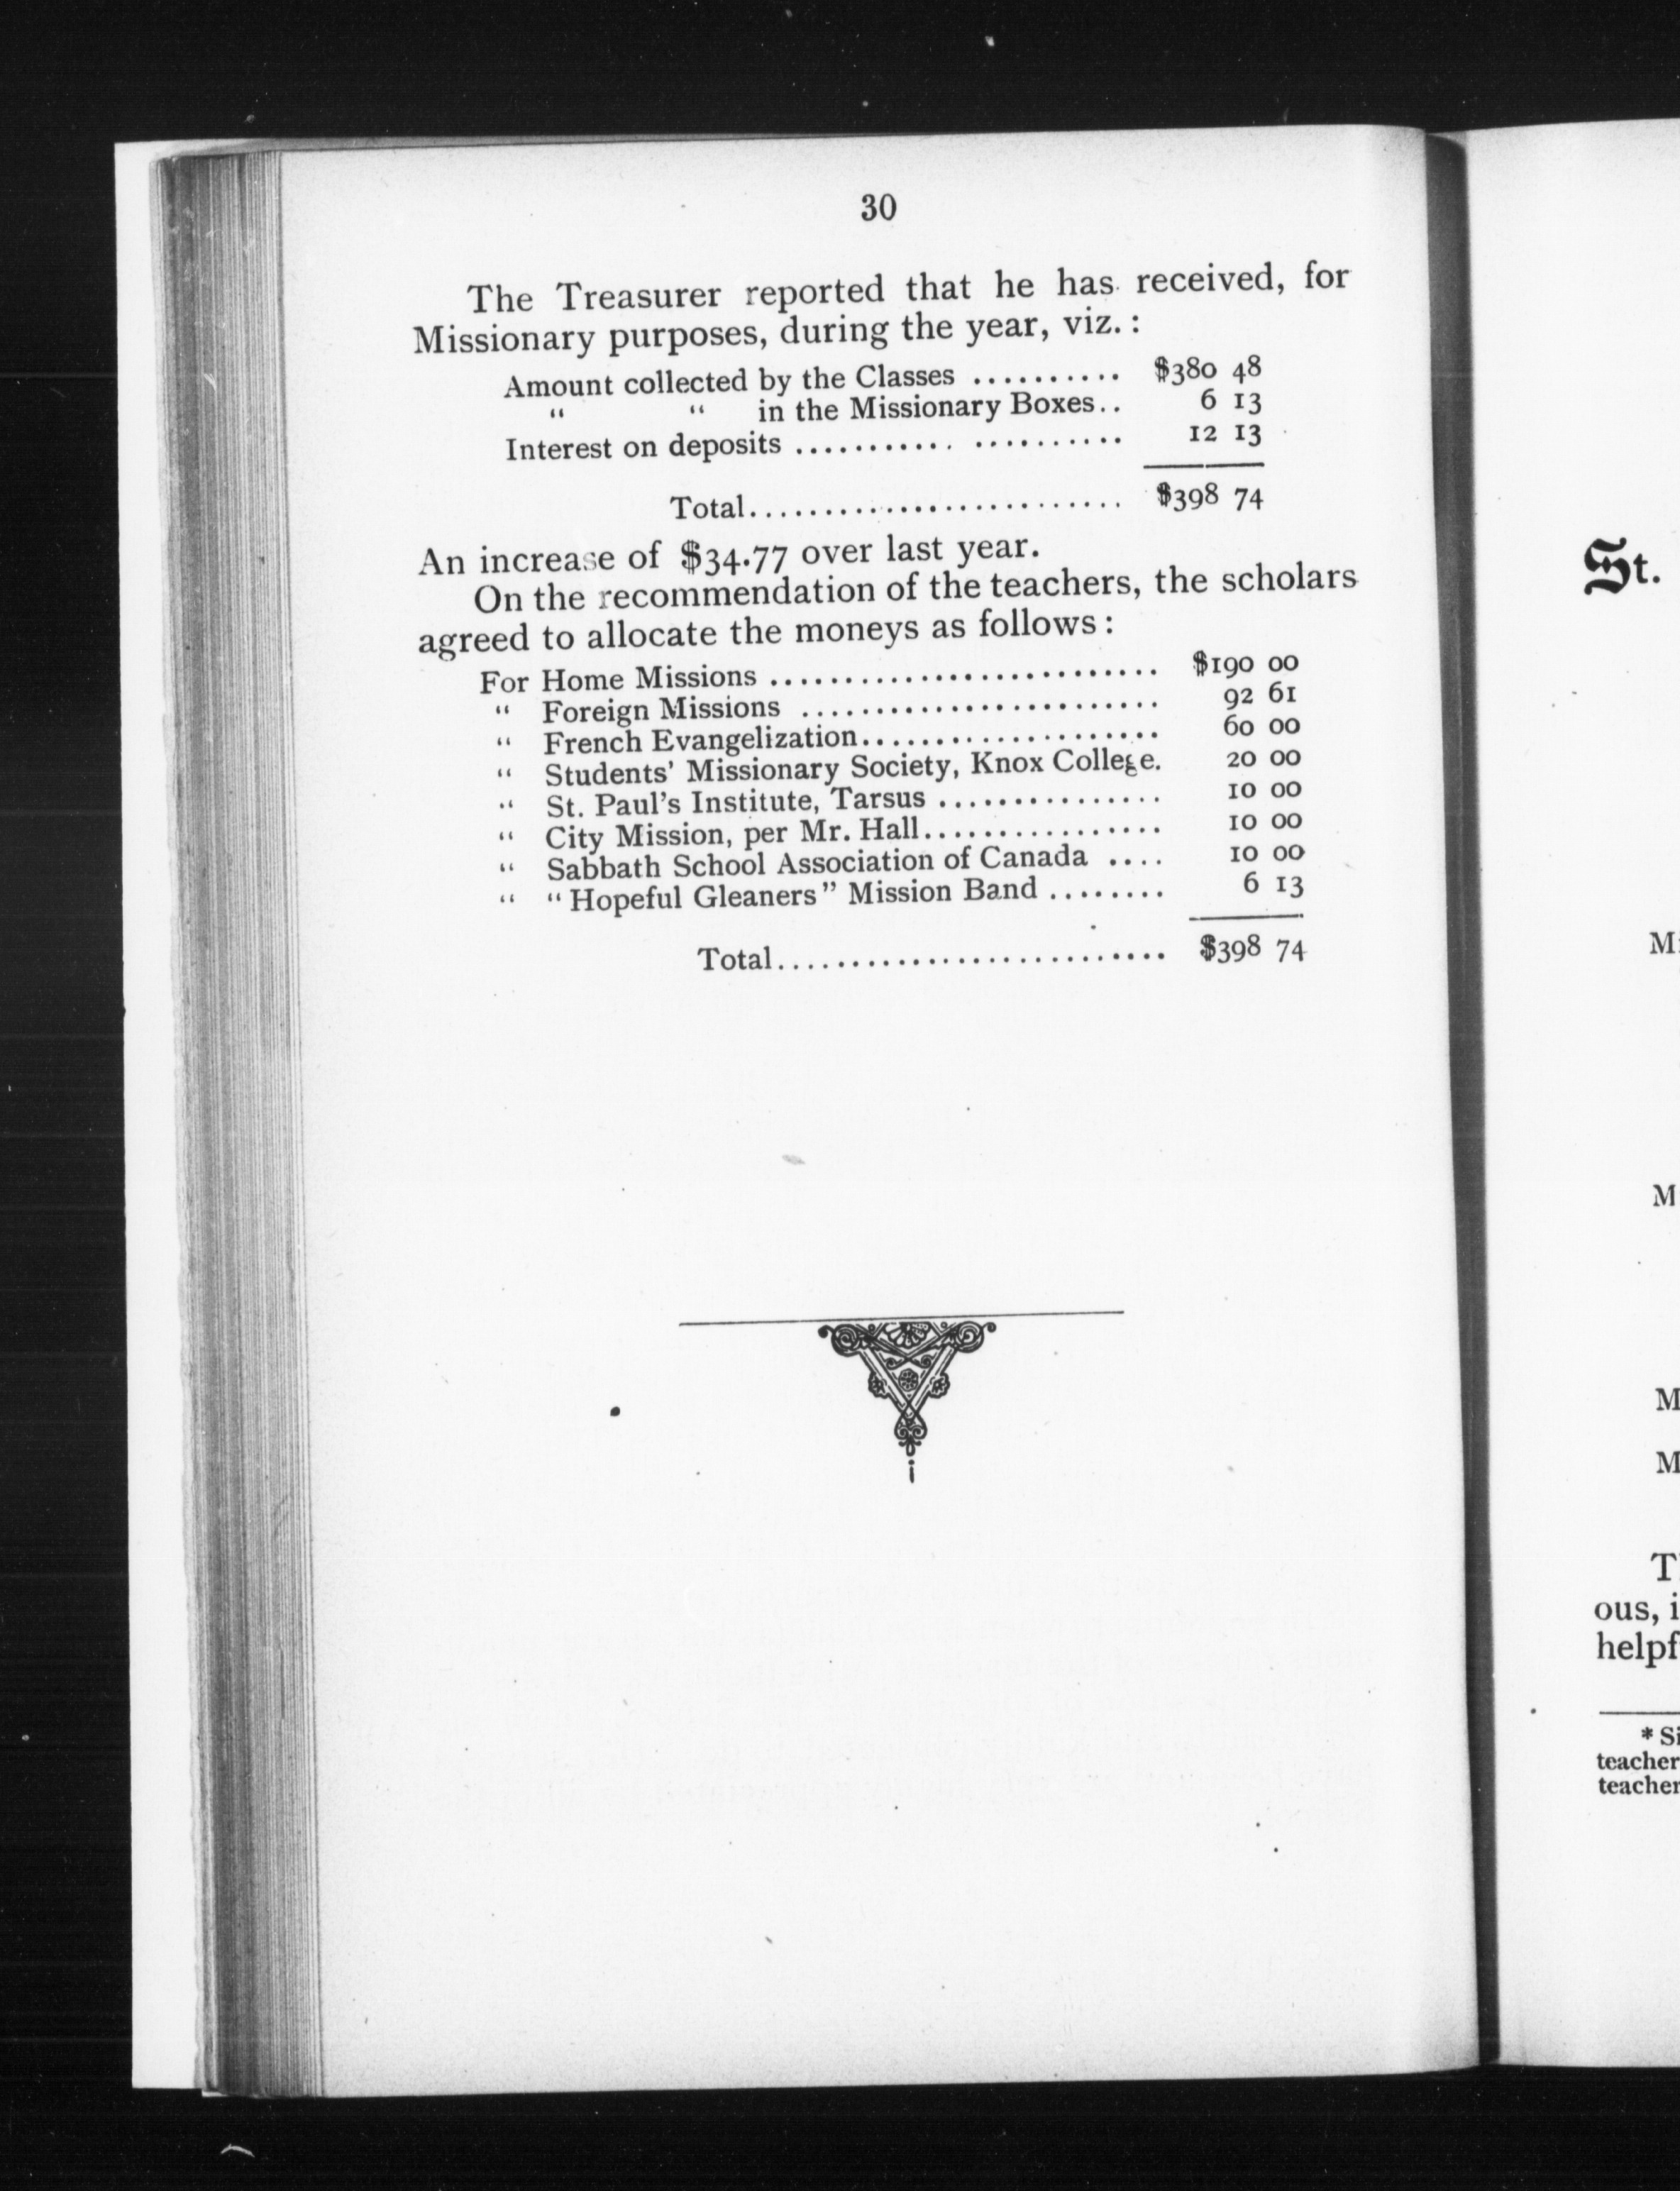 30
The Treasurer reported that he has received, for
Missionary purposes, during the year, viz. :
Amount collected by the Classes .......... $380 48
“ “ in the Missionary Boxes.. 6 13
Interest on deposits ........... .......... 12 13
Total......................... $398 74
An increase of $34.77 over last year.
On the recommendation of the teachers, the scholars
agreed to allocate the moneys as follows :
For Home Missions .......................... $190 00
“ Foreign Missions ........................ 92 61
“ French Evangelization.................... 60 00
“ Students’ Missionary Society, Knox College. 20 00
“ St. Paul’s Institute, Tarsus ............... 10 00
“ City Mission, per Mr. Hall................ 10 00
“ Sabbath School Association of Canada .... 10 00
“ “Hopeful Gleaners” Mission Band ........ 6 13
Total.......................... $398 74
St.
M
M
M
ous, i
helpf
* Si
teacher
teacher